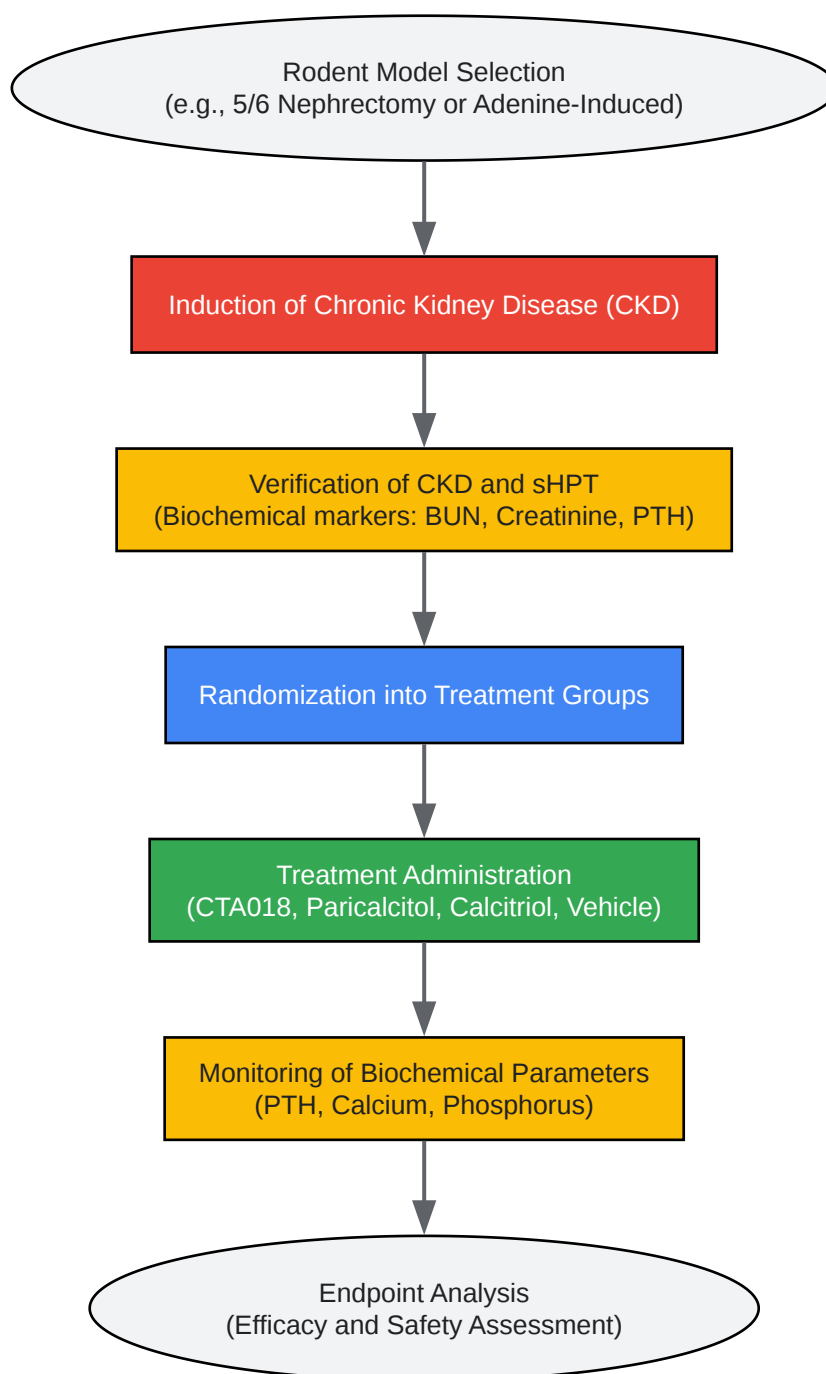 Rodent Model Selection
(e.g., 5/6 Nephrectomy or Adenine-Induced)
Induction of Chronic Kidney Disease (CKD)
Verification of CKD and sHPT
(Biochemical markers: BUN, Creatinine, PTH)
Randomization into Treatment Groups
Treatment Administration
(CTA018, Paricalcitol, Calcitriol, Vehicle)
Monitoring of Biochemical Parameters
(PTH, Calcium, Phosphorus)
Endpoint Analysis
(Efficacy and Safety Assessment)